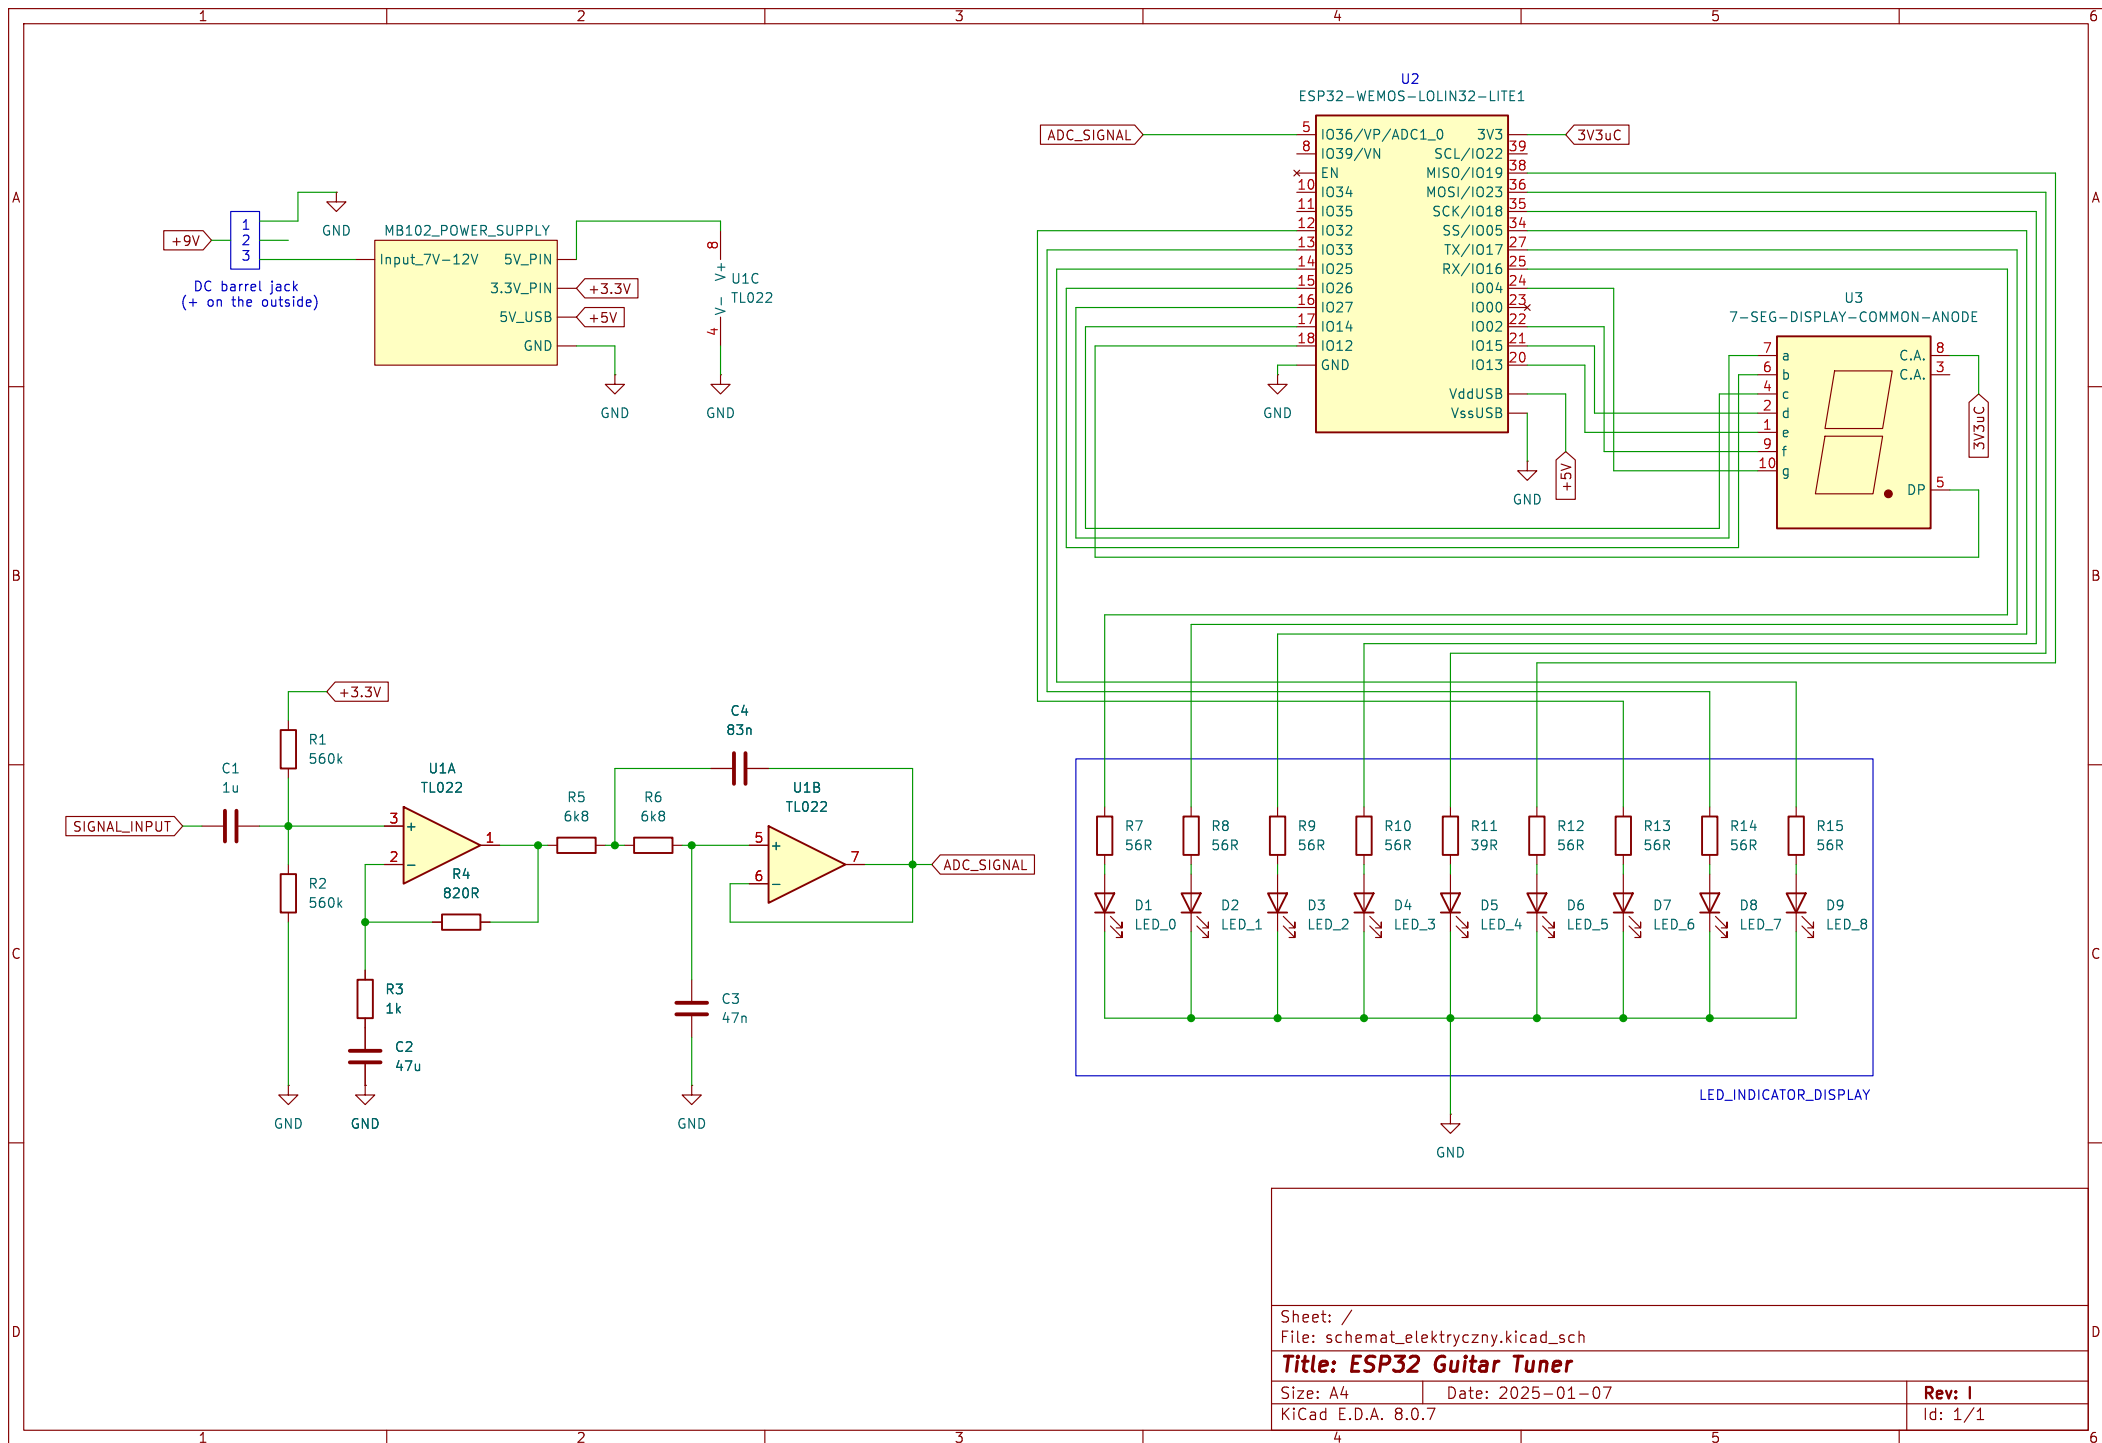 1 2 3 4 5 6
A
B
C
D
A
B
C
D
1 2 3 4 5 6
+9V
1
2
3
DC barrel jack
(+ on the outside)
GND
MB102_POWER_SUPPLY
Input_7V-12V
5V_PIN
3.3V_PIN
5V_USB
GND
+3.3V
+5V
GND
8
V+
V-
4
U1C
TL022
GND
U2
ESP32-WEMOS-LOLIN32-LITE1
ADC_SIGNAL
5 IO36/VP/ADC1_0
8 IO39/VN
EN
10 IO34
11 IO35
12 IO32
13 IO33
14 IO25
15 IO26
16 IO27
17 IO14
18 IO12
GND
GND
3V3
SCL/IO22 39
MISO/IO19 38
MOSI/IO23 36
SCK/IO18 35
SS/IO05 34
TX/IO17 27
RX/IO16 25
IO04 24
IO00 23
IO02 22
IO15 21
IO13 20
VddUSB
VssUSB
3V3uC
GND
+5V
U3
7-SEG-DISPLAY-COMMON-ANODE
7 a
6 b
4 c
2 d
1 e
9 f
10 g
C.A. 8
C.A. 3
DP 5
3V3uC
SIGNAL_INPUT
C1
1u
+3.3V
R1
560k
R2
560k
GND
U1A
TL022
3 +
2 -
1
R4
820R
R3
1k
C2
47u
GND
R5
6k8
R6
6k8
C4
83n
U1B
TL022
5 +
6 -
7
C3
47n
GND
ADC_SIGNAL
R7
56R
R8
56R
R9
56R
R10
56R
R11
39R
R12
56R
R13
56R
R14
56R
R15
56R
D1
LED_0
D2
LED_1
D3
LED_2
D4
LED_3
D5
LED_4
D6
LED_5
D7
LED_6
D8
LED_7
D9
LED_8
LED_INDICATOR_DISPLAY
GND
Sheet: /
File: schemat_elektryczny.kicad_sch
Title: ESP32 Guitar Tuner
Size: A4 Date: 2025-01-07 Rev: I
KiCad E.D.A. 8.0.7 Id: 1/1